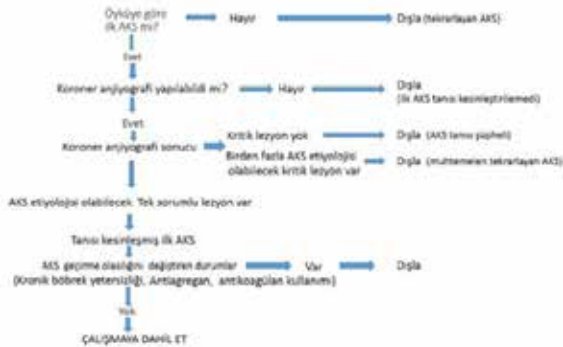 Öyküye göre
ilk AKS mi?
Hayır
Dışla (tekrarlayan AKS)
Evet
Koroner anjiyografi yapılabildi mi?
Hayır
Dışla
(ilk AKS tanısı kesinleştirilemedi)
Evet
Koroner anjiyografi sonucu
Kritik lezyon yok
Dışla (AKS tanısı şüpheli)
Birden fazla AKS etiyolojisi
olabilecek kritik lezyon var
Dışla (muhtemelen tekrarlayan AKS)
AKS etiyolojisi olabilecek Tek sorumlu lezyon var
Tanısı kesinleşmiş ilk AKS
AKS geçirme olasılığını değiştiren durumlar
(Kronik böbrek yetersizliği, Antiagregan, antikoagülan kullanımı)
Var
Dışla
Yok
ÇALIŞMAYA DAHİL ET